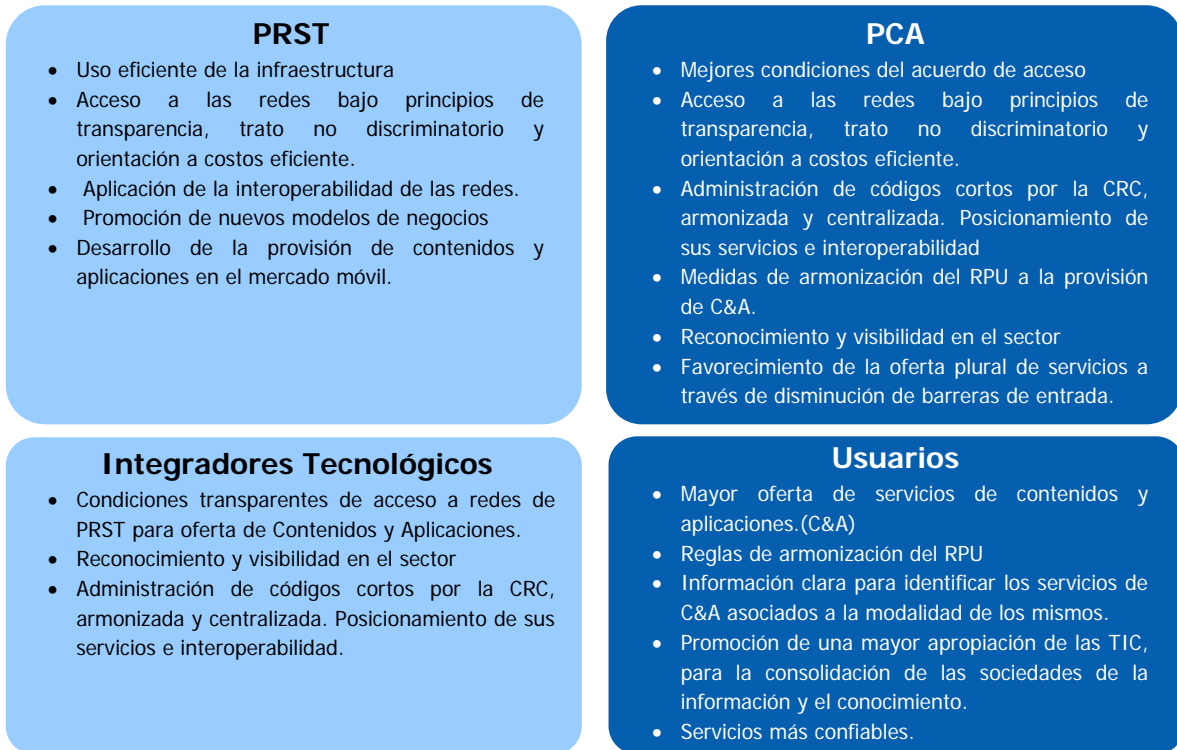 PRST
• Uso eficiente de la infraestructura
• Acceso a las redes bajo principios de
transparencia, trato no discriminatorio y
orientación a costos eficiente.
• Aplicación de la interoperabilidad de las redes.
• Promoción de nuevos modelos de negocios
• Desarrollo de la provisión de contenidos y
aplicaciones en el mercado móvil.
PCA
• Mejores condiciones del acuerdo de acceso
• Acceso a las redes bajo principios de
transparencia, trato no discriminatorio y
orientación a costos eficiente.
• Administración de códigos cortos por la CRC,
armonizada y centralizada. Posicionamiento de
sus servicios e interoperabilidad
• Medidas de armonización del RPU a la provisión
de C&A.
• Reconocimiento y visibilidad en el sector
• Favorecimiento de la oferta plural de servicios a
través de disminución de barreras de entrada.
Integradores Tecnológicos
• Condiciones transparentes de acceso a redes de
PRST para oferta de Contenidos y Aplicaciones.
• Reconocimiento y visibilidad en el sector
• Administración de códigos cortos por la CRC,
armonizada y centralizada. Posicionamiento de sus
servicios e interoperabilidad.
Usuarios
• Mayor oferta de servicios de contenidos y
aplicaciones.(C&A)
• Reglas de armonización del RPU
• Información clara para identificar los servicios de
C&A asociados a la modalidad de los mismos.
• Promoción de una mayor apropiación de las TIC,
para la consolidación de las sociedades de la
información y el conocimiento.
• Servicios más confiables.